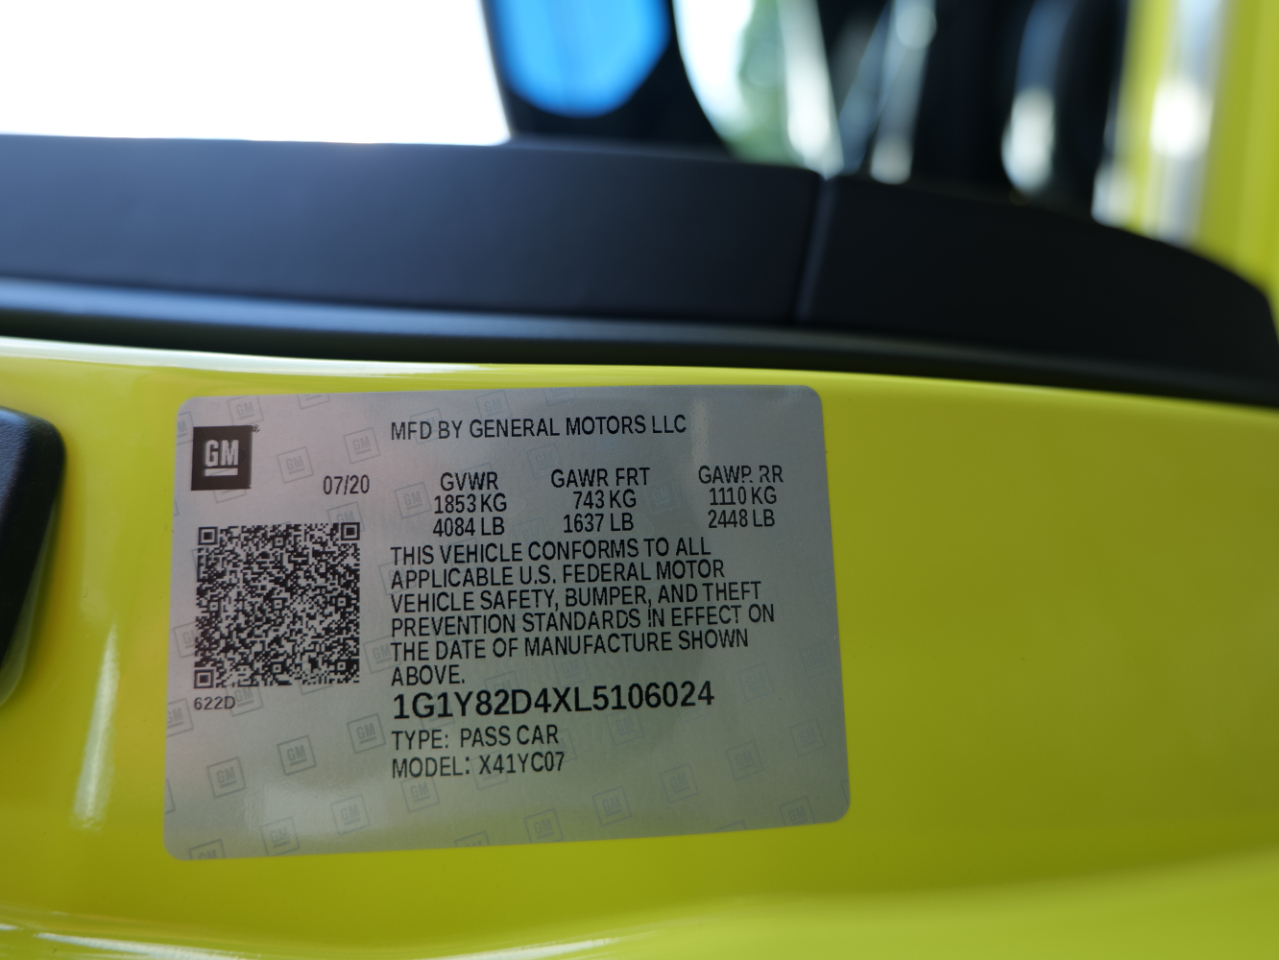 GM
MFD BY GENERAL MOTORS LLC
07/20
GVWR GAWR FRT GAWR RR
1853 KG 743 KG 1110 KG
4084 LB 1637 LB 2448 LB
THIS VEHICLE CONFORMS TO ALL
APPLICABLE U.S. FEDERAL MOTOR
VEHICLE SAFETY, BUMPER, AND THEFT
PREVENTION STANDARDS IN EFFECT ON
THE DATE OF MANUFACTURE SHOWN
ABOVE.
622D
1G1Y82D4XL5106024
TYPE: PASS CAR
MODEL: X41YC07